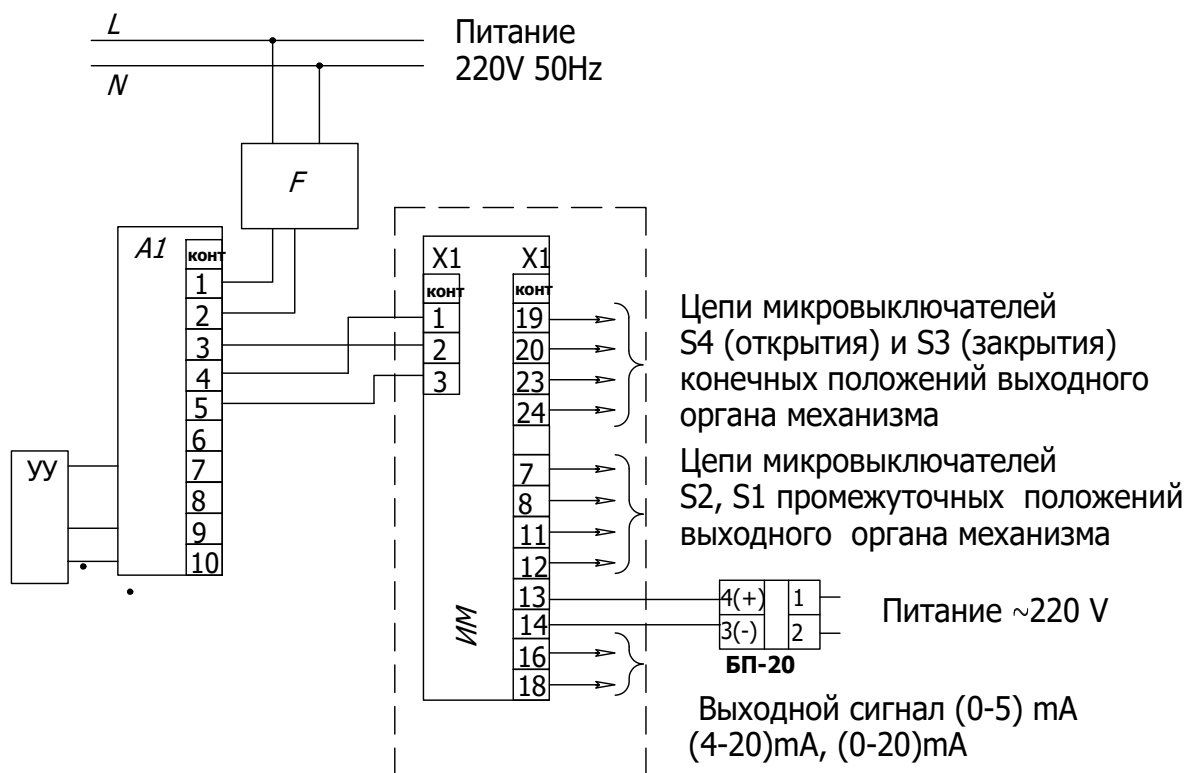 L
Питание
220V 50Hz
N
F
A1
конт
1
2
3
4
5
6
7
8
9
10
УУ
X1 X1
конт конт
1
2
3
19
20
23
24
7
8
11
12
13
14
16
18
ИМ
Цепи микровыключателей
S4 (открытия) и S3 (закрытия)
конечных положений выходного
органа механизма
Цепи микровыключателей
S2, S1 промежуточных положений
выходного органа механизма
4(+) 1
3(-) 2
БП-20
Питание ~220 V
Выходной сигнал (0-5) mA
(4-20)mA, (0-20)mA